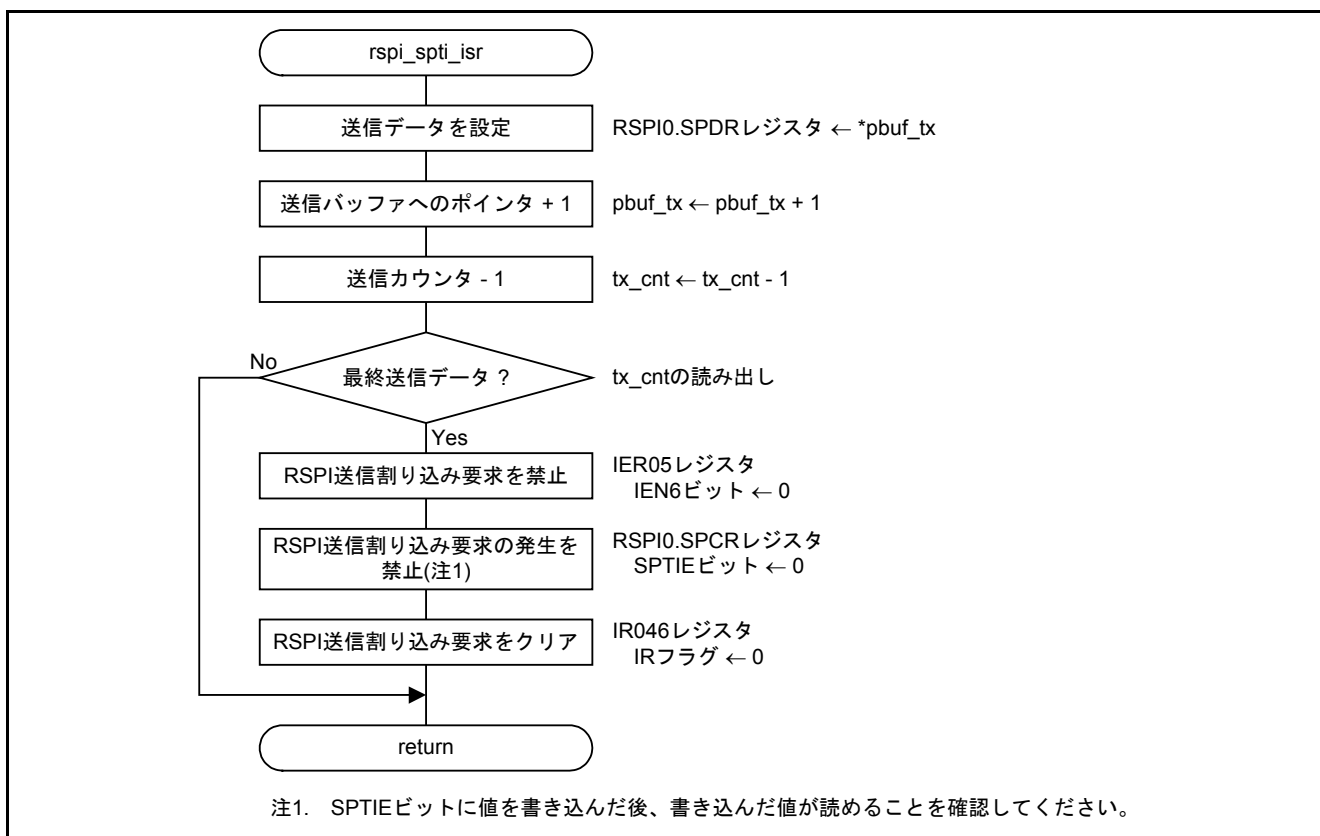 rspi_spti_isr
送信データを設定
RSPI0.SPDRレジスタ ← *pbuf_tx
送信バッファへのポインタ + 1
pbuf_tx ← pbuf_tx + 1
送信カウンタ - 1
tx_cnt ← tx_cnt - 1
No
最終送信データ ?
tx_cntの読み出し
Yes
RSPI送信割り込み要求を禁止
IER05レジスタ
IEN6ビット ← 0
RSPI送信割り込み要求の発生を
禁止(注1)
RSPI0.SPCRレジスタ
SPTIEビット ← 0
RSPI送信割り込み要求をクリア
IR046レジスタ
IRフラグ ← 0
return
注1. SPTIEビットに値を書き込んだ後、書き込んだ値が読めることを確認してください。